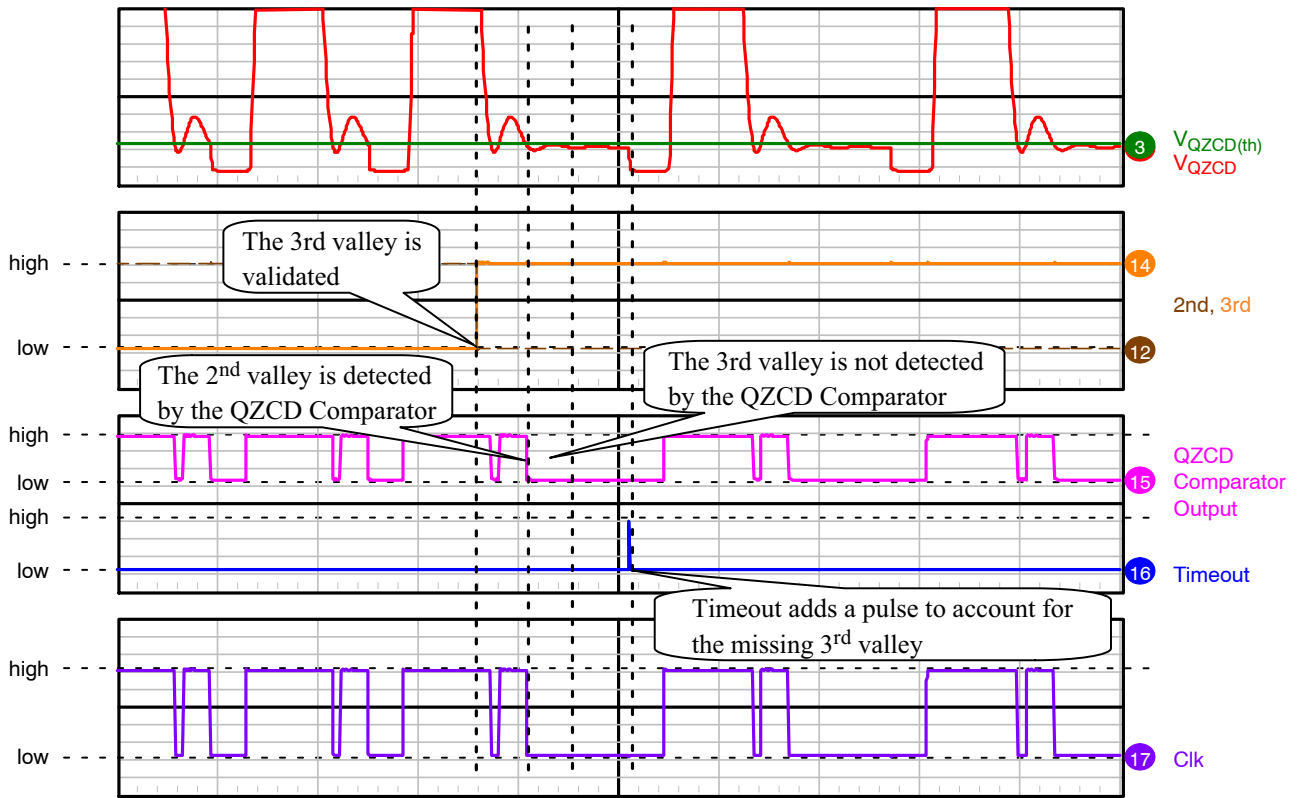 3
V_QZCD(th)
V_QZCD
The 3rd valley is
validated
high
14
2nd, 3rd
low
12
The 2nd valley is detected
by the QZCD Comparator
The 3rd valley is not detected
by the QZCD Comparator
high
QZCD
low
15
Comparator
high
Output
low
16
Timeout
Timeout adds a pulse to account for
the missing 3rd valley
high
low
17
Clk